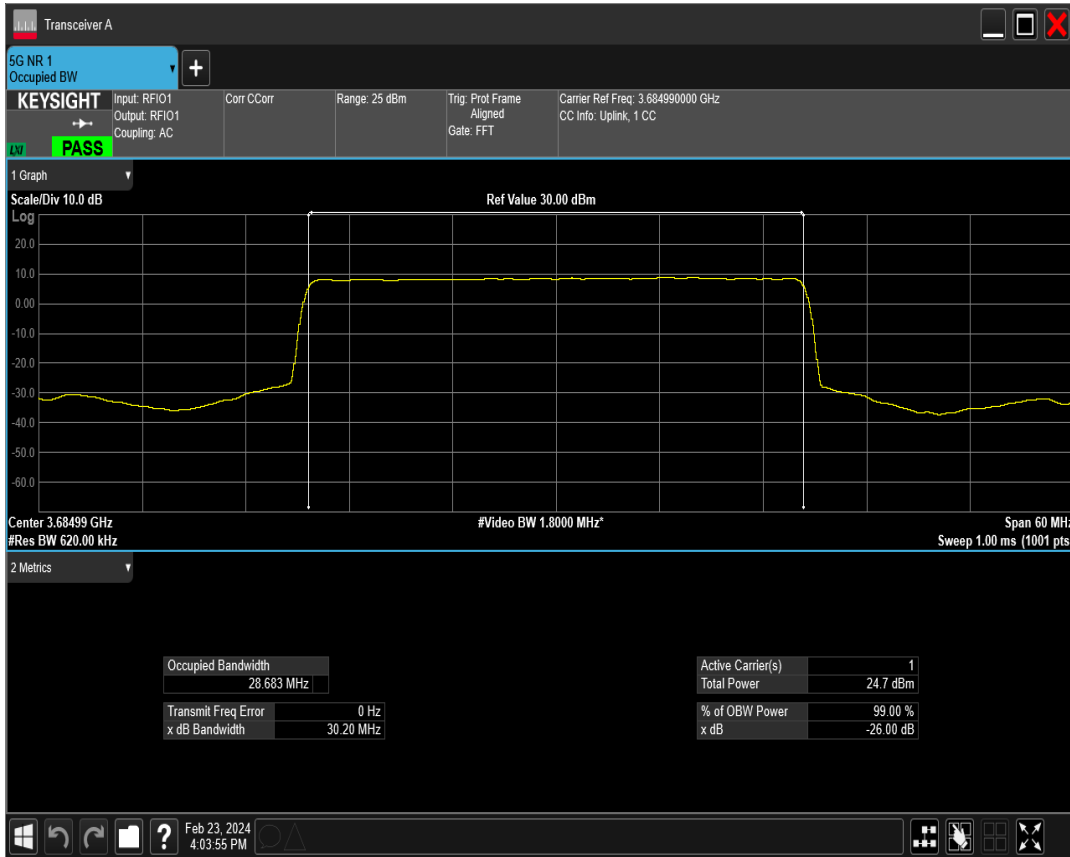 Transceiver A
5G NR 1
Occupied BW
+
KEYSIGHT
LXI
PASS
Input: RFIO1
Output: RFIO1
Coupling: AC
Corr CCorr
Range: 25 dBm
Trig: Prot Frame
Aligned
Gate: FFT
Carrier Ref Freq: 3.684990000 GHz
CC Info: Uplink, 1 CC
1 Graph
Scale/Div 10.0 dB
Ref Value 30.00 dBm
Log
20.0
10.0
0.00
-10.0
-20.0
-30.0
-40.0
-50.0
-60.0
Center 3.68499 GHz
#Video BW 1.8000 MHz*
Span 60 MHz
#Res BW 620.00 kHz
Sweep 1.00 ms (1001 pts
2 Metrics
Occupied Bandwidth
28.683 MHz
Transmit Freq Error 0 Hz
x dB Bandwidth 30.20 MHz
Active Carrier(s) 1
Total Power 24.7 dBm
% of OBW Power 99.00 %
x dB -26.00 dB
?
Feb 23, 2024
4:03:55 PM